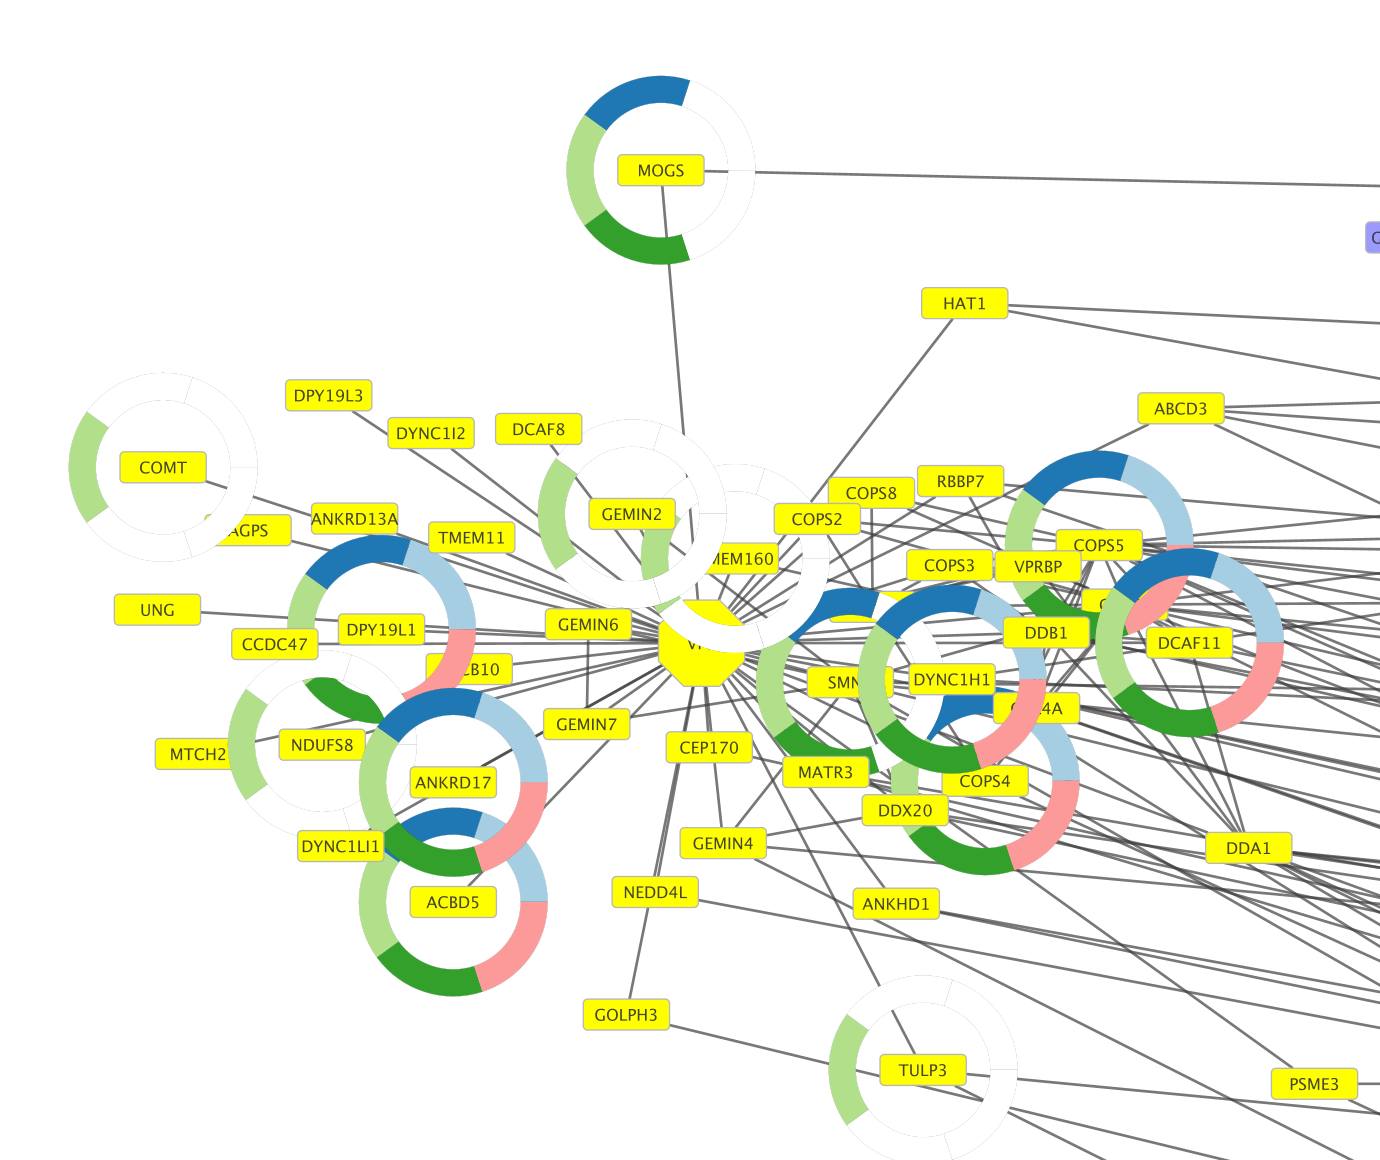 MOGS
HAT1
DPY19L3
ABCD3
DYNC1I2
DCAF8
COMT
RBBP7
COPS8
GEMIN2
ANKRD13A
COPS2
AGPS
TMEM11
COPS5
MEM160
COPS3
VPRBP
UNG
GEMIN6
DPY19L1
DDB1
CCDC47
DCAF11
CB10
DYNC1H1
SMN
4A
GEMIN7
NDUFS8
CEP170
MTCH2
MATR3
ANKRD17
COPS4
DDX20
GEMIN4
DYNC1LI1
DDA1
NEDD4L
ACBD5
ANKHD1
GOLPH3
TULP3
PSME3